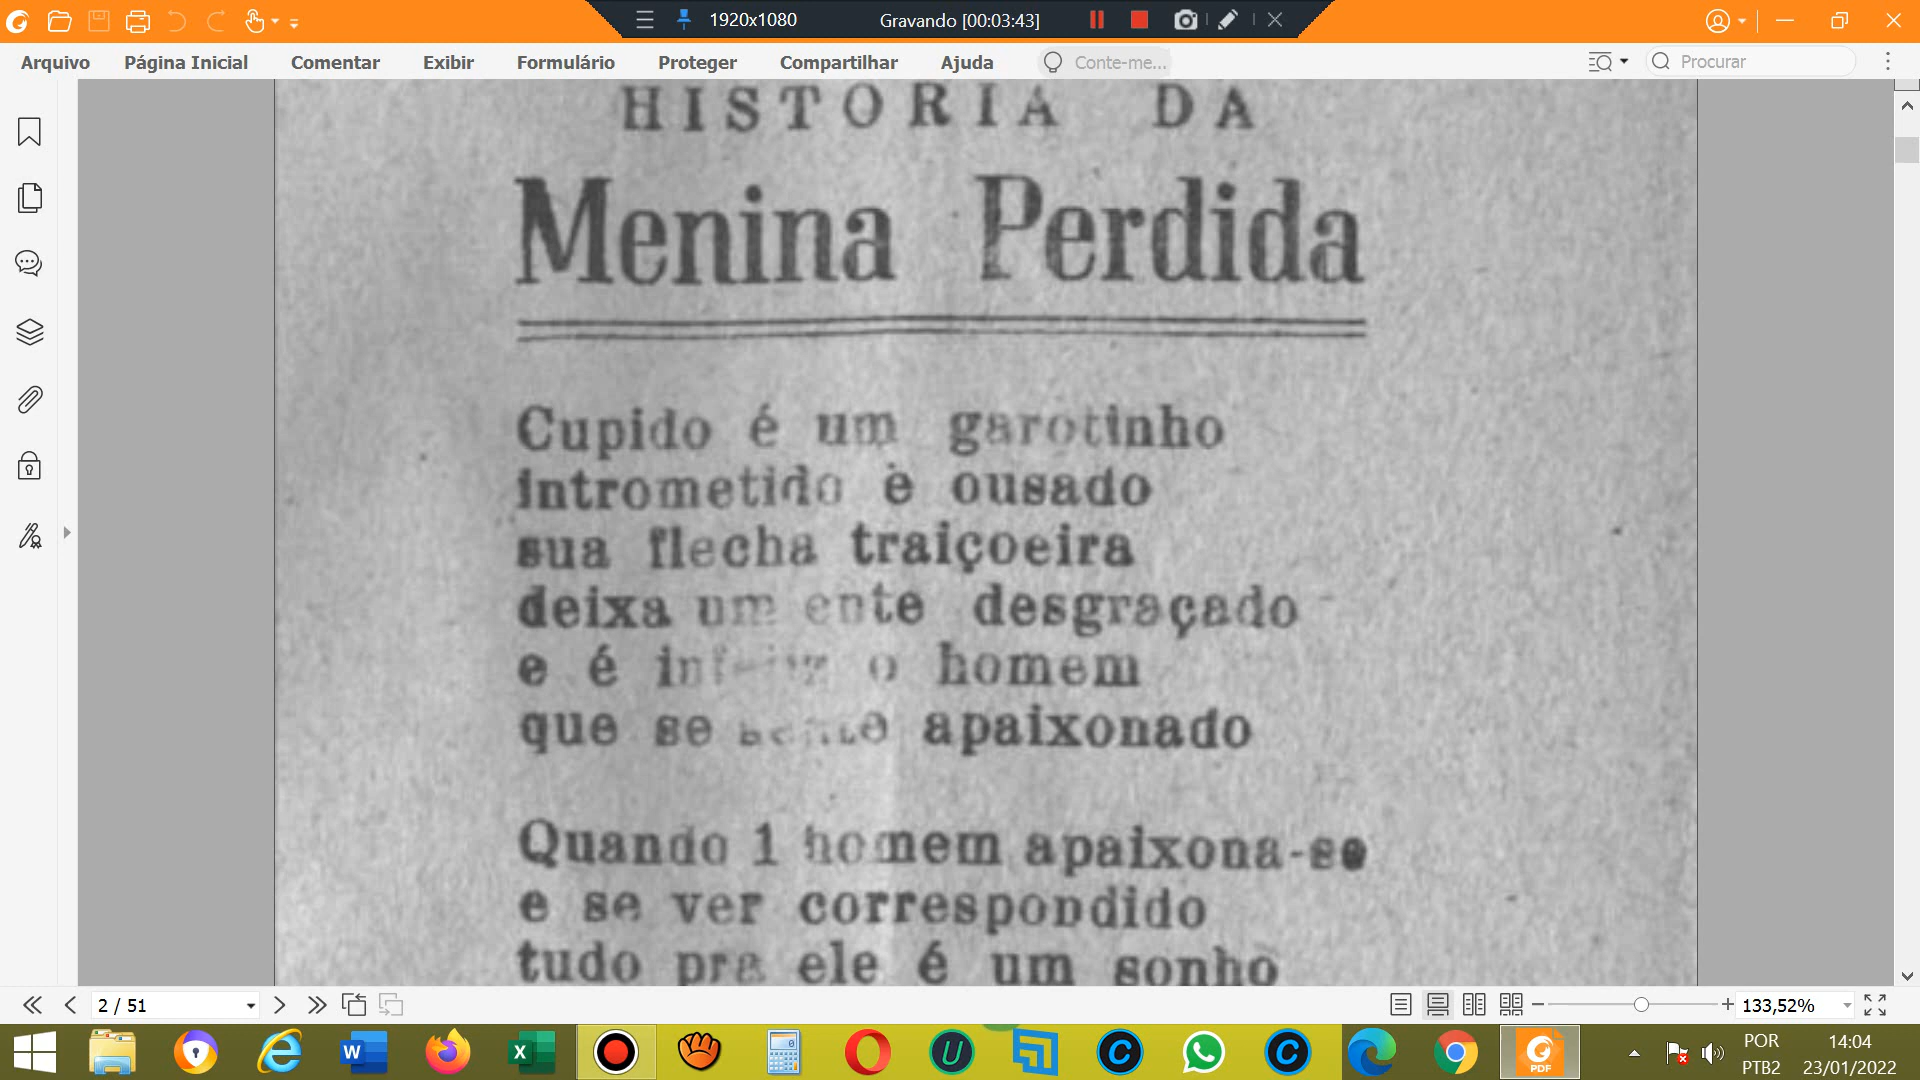 1920x1080
Gravando [00:03:43]
Arquivo
Página Inicial
Comentar
Exibir
Formulário
Proteger
Compartilhar
Ajuda
Conte-me...
Procurar
HISTORIA DA
Menina Perdida
Cupido é um garotinho
intrometido è ousado
sua flecha traiçoeira
deixa um ente desgraçado
e é o homem
que se apaixonado
Quando 1 homem apaixona-se
e se ver correspondido
tudo pra ele é um sonho
2 / 51
133,52%
W
X
0
U
C
C
PDF
POR
PTB2
14:04
23/01/2022